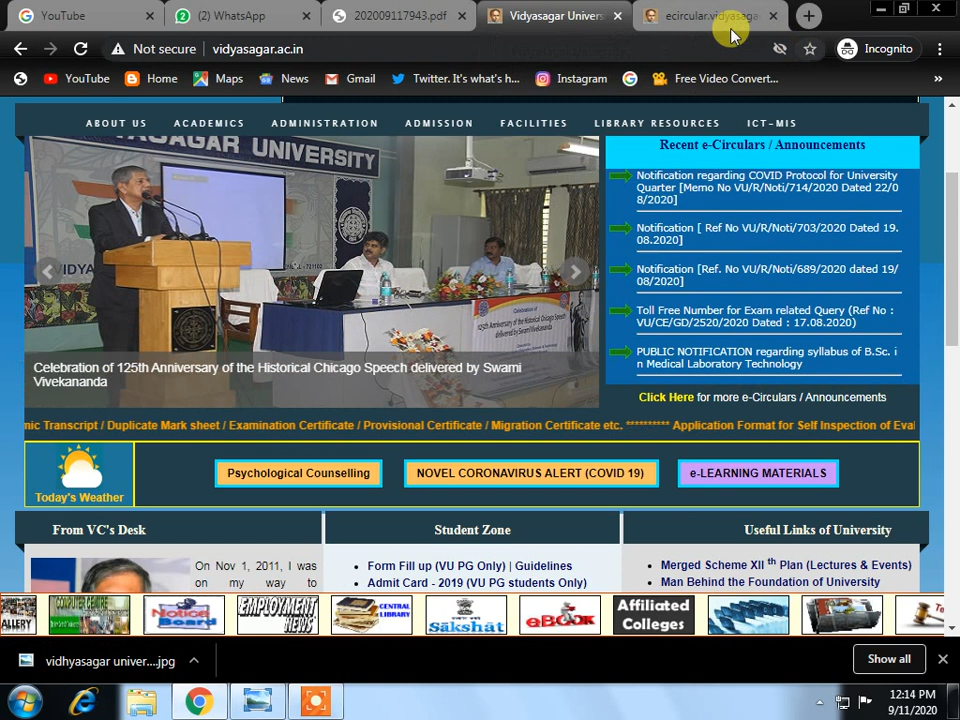 YouTube
(2) WhatsApp
202009117943.pdf
Vidyasagar Univers
ecircular.vidyasaga
Not secure
vidyasagar.ac.in
Incognito
YouTube
Home
Maps
News
Gmail
Twitter. It's what's h...
Instagram
Free Video Convert...
ABOUT US
ACADEMICS
ADMINISTRATION
ADMISSION
FACILITIES
LIBRARY RESOURCES
ICT-MIS
ASAGAR UNIVERSITY
Celebration of 125th Anniversary of the Historical Chicago Speech delivered by Swami
Vivekananda
Recent e-Circulars / Announcements
Notification regarding COVID Protocol for University
Quarter [Memo No VU/R/Noti/714/2020 Dated 22/0
8/2020]
Notification [ Ref No VU/R/Noti/703/2020 Dated 19.
08.2020]
Notification [Ref. No VU/R/Noti/689/2020 dated 19/
08/2020]
Toll Free Number for Exam related Query (Ref No :
VU/CE/GD/2520/2020 Dated : 17.08.2020)
PUBLIC NOTIFICATION regarding syllabus of B.Sc. i
n Medical Laboratory Technology
Click Here for more e-Circulars / Announcements
mic Transcript / Duplicate Mark sheet / Examination Certificate / Provisional Certificate / Migration Certificate etc. ********** Application Format for Self Inspection of Eval
Today's Weather
Psychological Counselling
NOVEL CORONAVIRUS ALERT (COVID 19)
e-LEARNING MATERIALS
From VC's Desk
Student Zone
Useful Links of University
On Nov 1, 2011, I was
on my way to
Form Fill up (VU PG Only) | Guidelines
Admit Card - 2019 (VU PG students Only)
Merged Scheme XII th Plan (Lectures & Events)
Man Behind the Foundation of University
ALLERY
COMPUTER CENTRE
Notice Board
EMPLOYMENT NEWS
CENTRAL LIBRARY
Sākshāt
eBOOK
Affiliated Colleges
Te
vidhyasagar univer....jpg
Show all
12:14 PM
9/11/2020